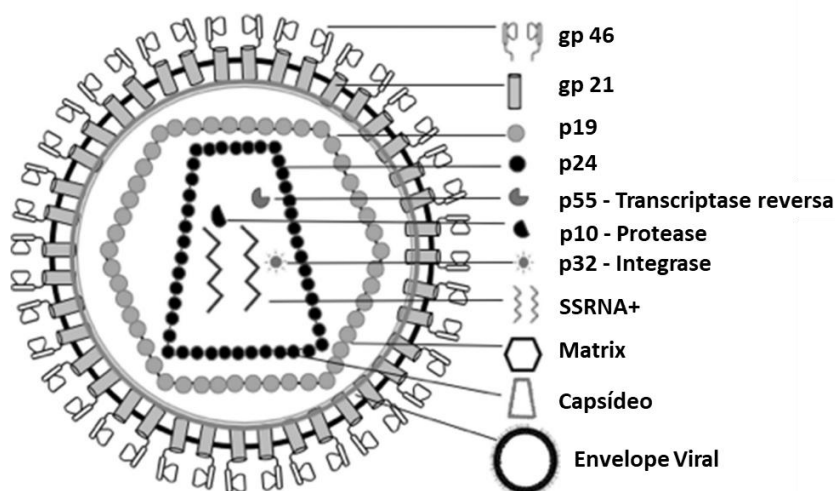 gp 46
gp 21
p19
p24
p55 - Transcriptase reversa
p10 - Protease
p32 - Integrase
SSRNA+
Matrix
Capsídeo
Envelope Viral